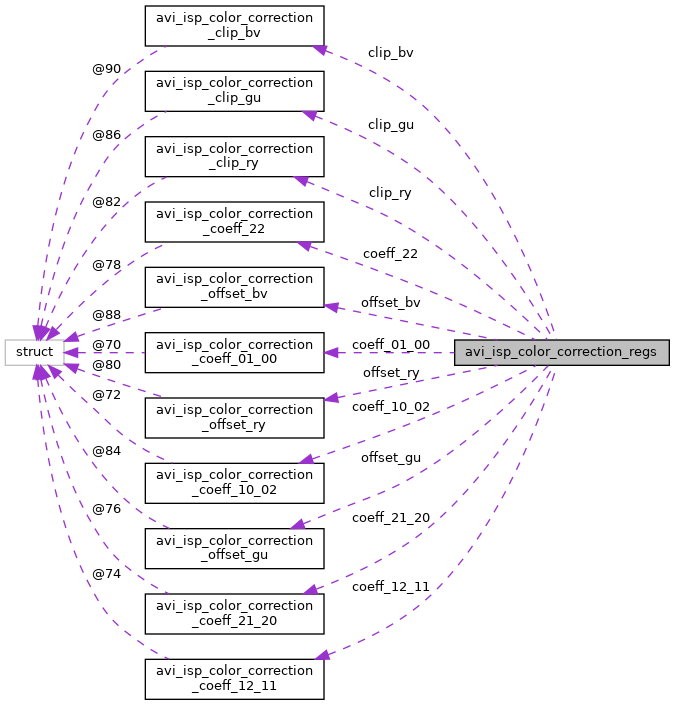 avi_isp_color_correction
_clip_bv
clip_bv
@90
avi_isp_color_correction
_clip_gu
clip_gu
@86
avi_isp_color_correction
_clip_ry
clip_ry
@82
avi_isp_color_correction
_coeff_22
coeff_22
@78
avi_isp_color_correction
_offset_bv
offset_bv
@88
struct
@70
avi_isp_color_correction
_coeff_01_00
coeff_01_00
avi_isp_color_correction_regs
@80
offset_ry
avi_isp_color_correction
_offset_ry
@72
coeff_10_02
avi_isp_color_correction
_coeff_10_02
@84
offset_gu
avi_isp_color_correction
_offset_gu
@76
coeff_21_20
avi_isp_color_correction
_coeff_21_20
@74
coeff_12_11
avi_isp_color_correction
_coeff_12_11